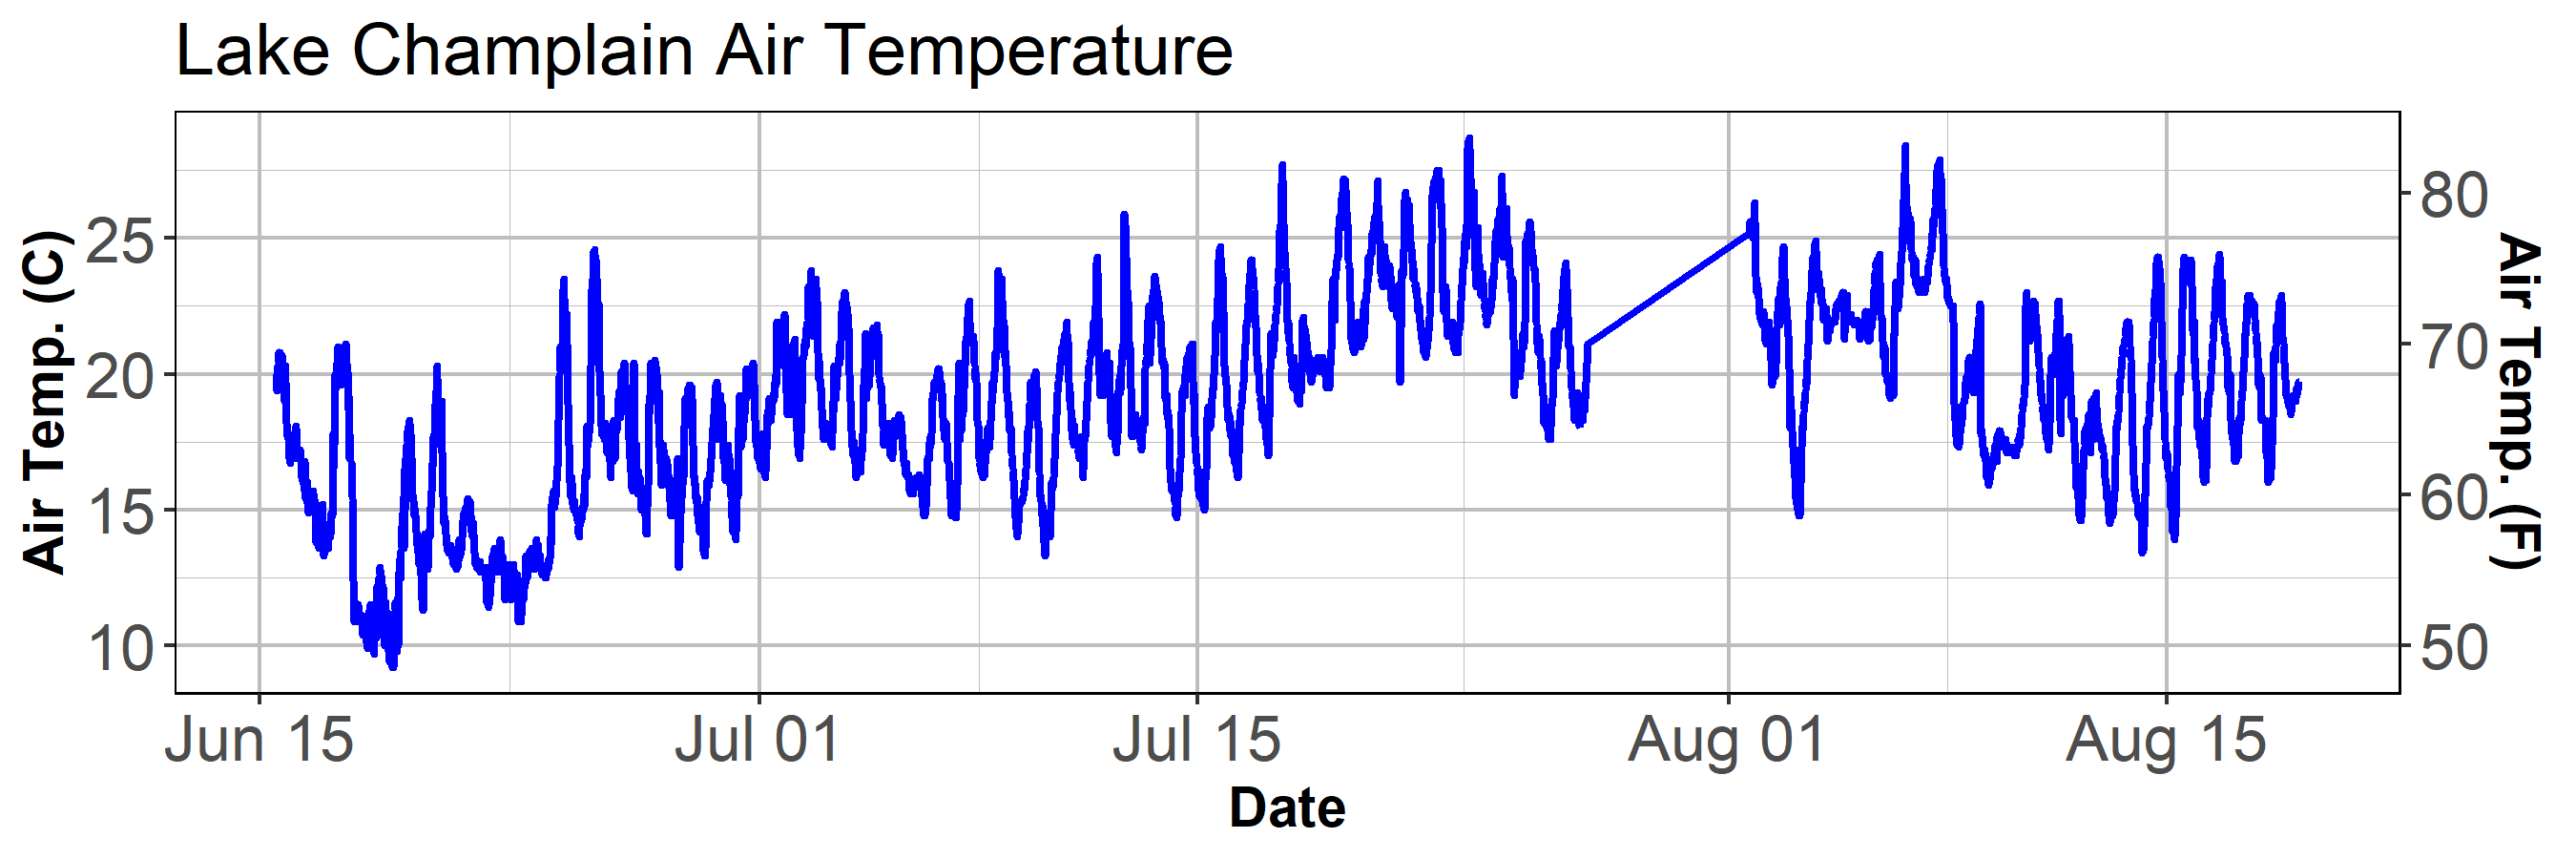 Lake Champlain Air Temperature
Air Temp. (C)
25
20
15
10
80
70
60
50
Air Temp. (F)
Jun 15
Jul 01
Jul 15
Aug 01
Aug 15
Date